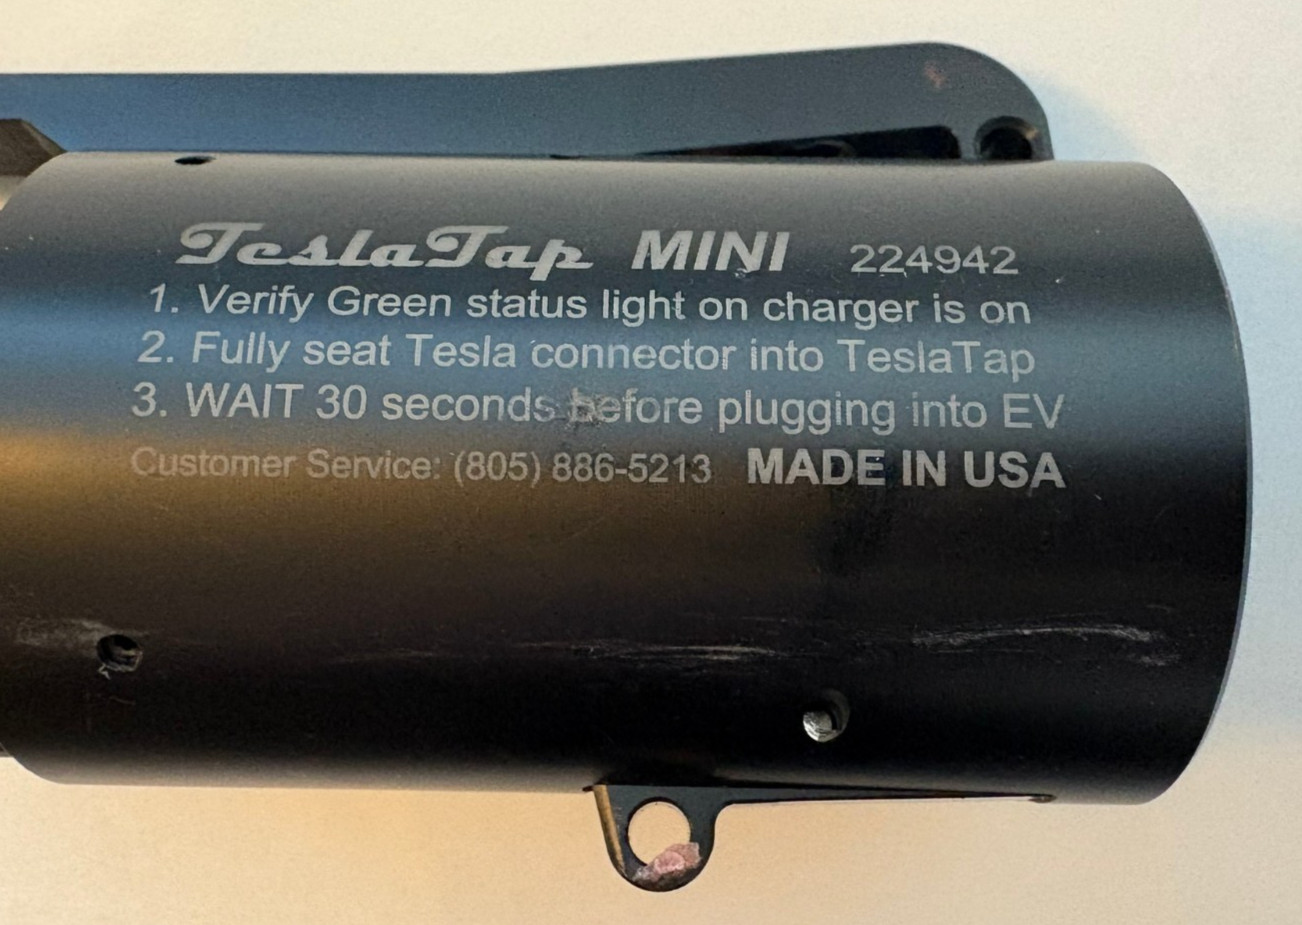 TeslaTap MINI 224942
1. Verify Green status light on charger is on
2. Fully seat Tesla connector into TeslaTap
3. WAIT 30 seconds before plugging into EV
Customer Service: (805) 886-5213 MADE IN USA